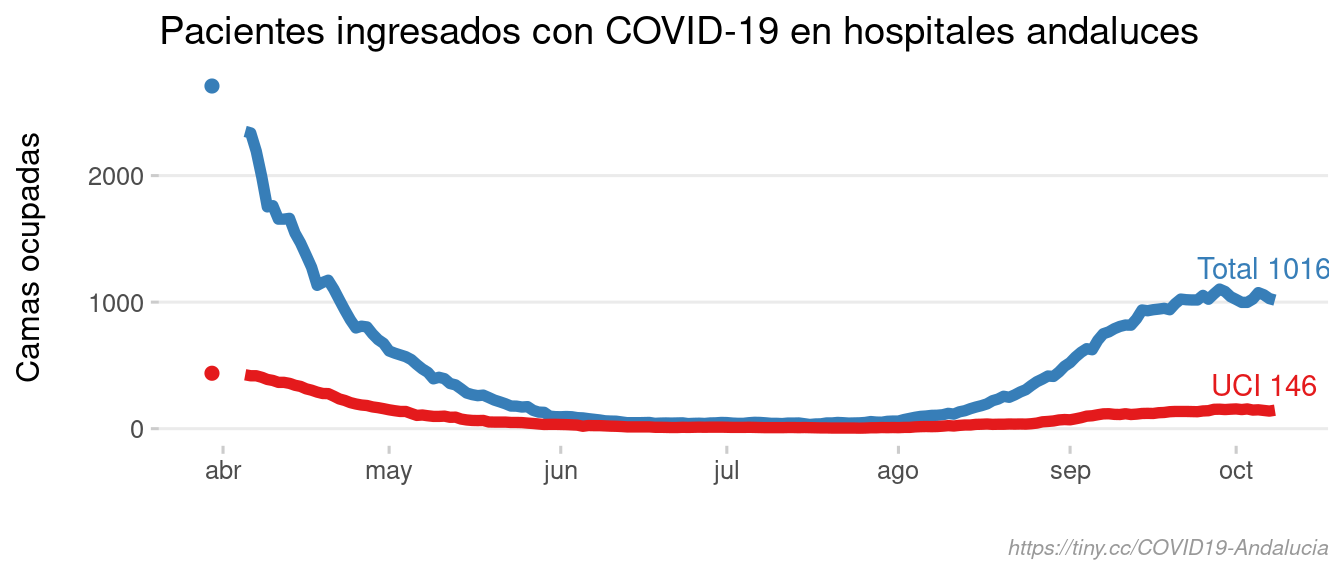 Pacientes ingresados con COVID-19 en hospitales andaluces
Camas ocupadas
2000
1000
0
Total 1016
UCI 146
abr may jun jul ago sep oct
https://tiny.cc/COVID19-Andalucia